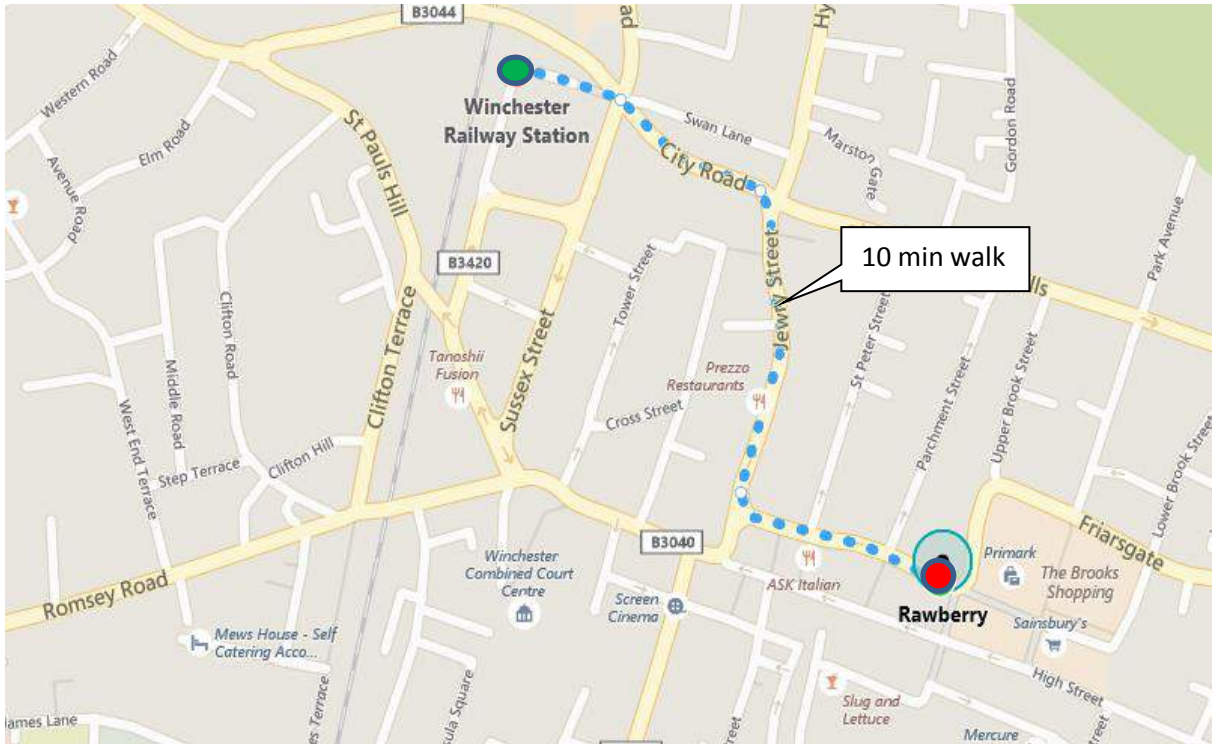 B3044
Western Road
Winchester
Railway Station
Swan Lane
Marston
Gate
Gordon Road
Elm Road
St Pauls Hill
City Road
Avenue Road
Park Avenue
B3420
Tower Street
Jewry Street
10 min walk
Clifton Road
Clifton Terrace
Tanoshii
Fusion
Sussex Street
Prezzo
Restaurants
St Peter Street
Parchment Street
Upper Brook Street
Middle Road
West End Terrace
Cross Street
Step Terrace
Clifton Hill
Lower Brook Street
Friarsgate
B3040
Winchester
Combined Court
Centre
ASK Italian
Primark
The Brooks
Shopping
Romsey Road
Screen
Cinema
Rawberry
Sainsbury's
Mews House - Self
Catering Acco...
High Street
Slug and
Lettuce
Mercure